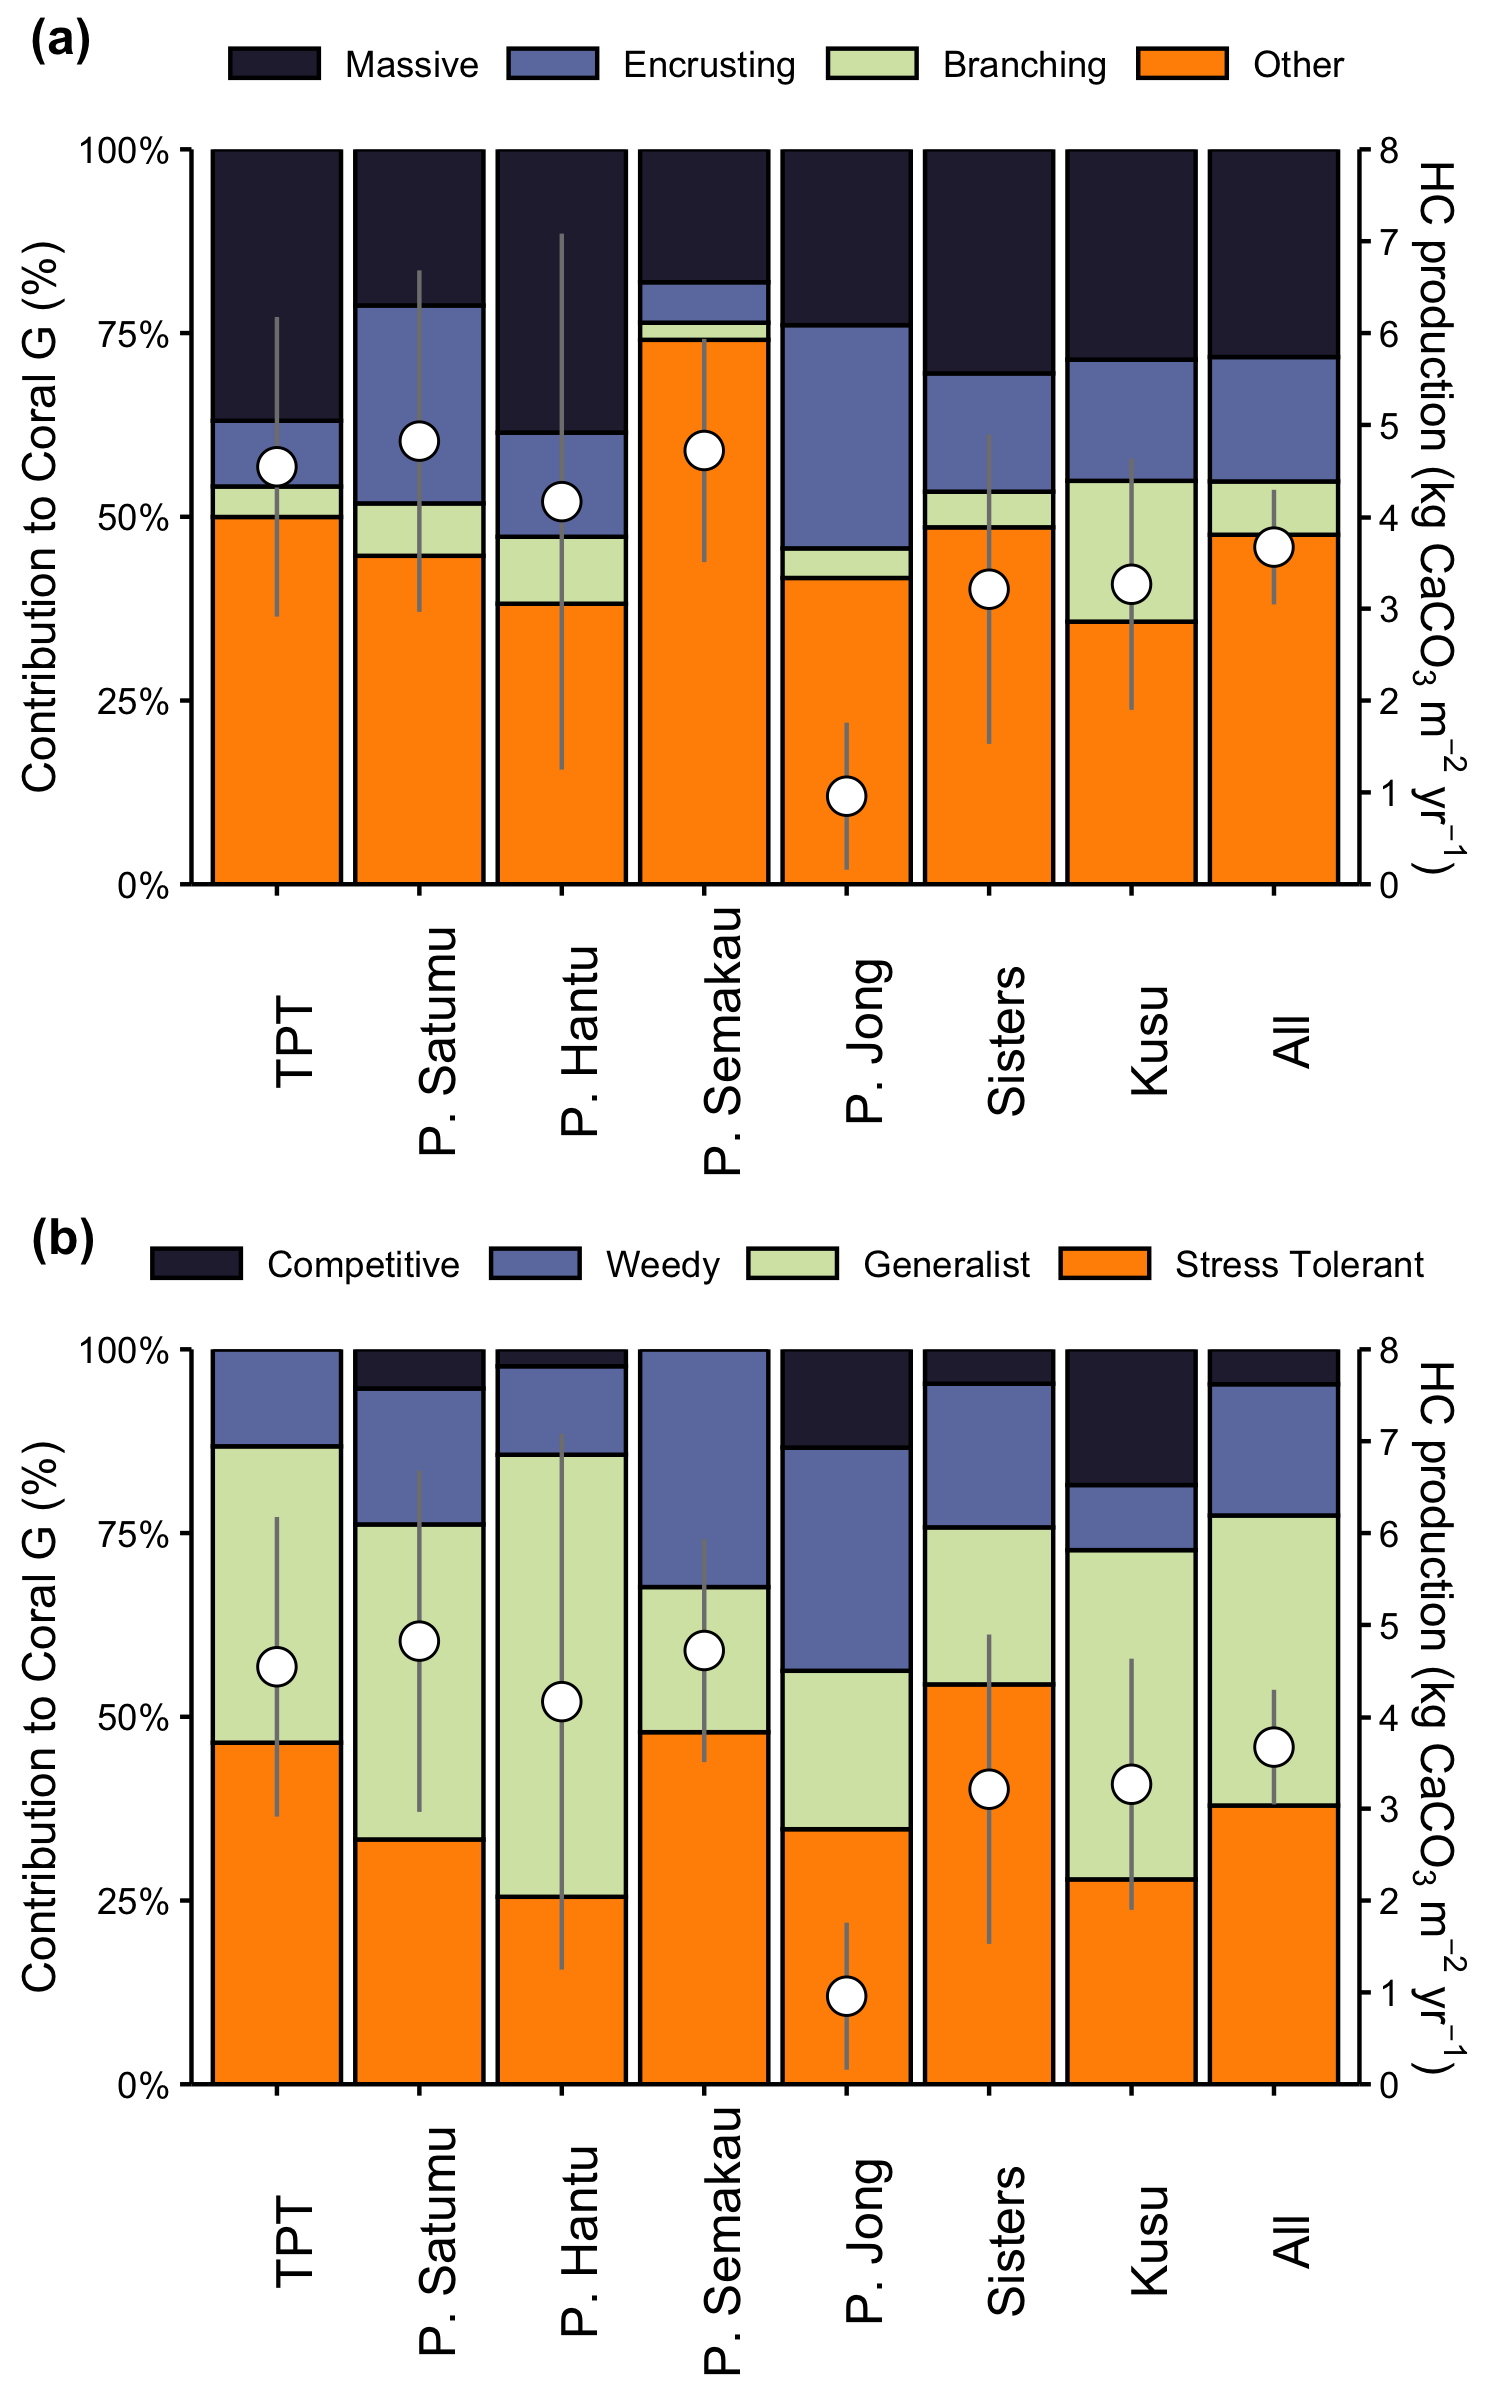 (a)
Massive Encrusting Branching Other
Contribution to Coral G (%)
100%
75%
50%
25%
0%
8
7
6
5
4
3
2
1
0
HC production (kg CaCO₃ m⁻² yr⁻¹)
TPT
P. Satumu
P. Hantu
P. Semakau
P. Jong
Sisters
Kusu
All
(b)
Competitive Weedy Generalist Stress Tolerant
Contribution to Coral G (%)
100%
75%
50%
25%
0%
8
7
6
5
4
3
2
1
0
HC production (kg CaCO₃ m⁻² yr⁻¹)
TPT
P. Satumu
P. Hantu
P. Semakau
P. Jong
Sisters
Kusu
All